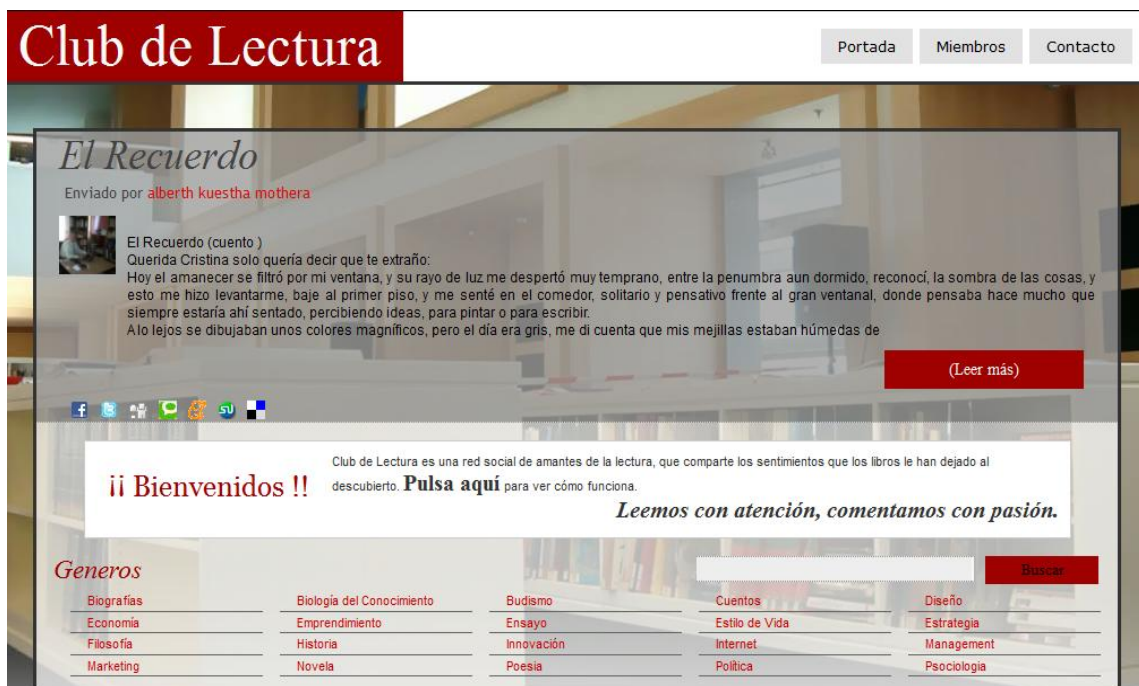 Club de Lectura
Portada Miembros Contacto
El Recuerdo
Enviado por alberth kuestha mothera
El Recuerdo (cuento )
Querida Cristina solo quería decir que te extraño:
Hoy el amanecer se filtró por mi ventana, y su rayo de luz me despertó muy temprano, entre la penumbra aun dormido, reconocí, la sombra de las cosas, y
esto me hizo levantarme, baje al primer piso, y me senté en el comedor, solitario y pensativo frente al gran ventanal, donde pensaba hace mucho que
siempre estaría ahí sentado, percibiendo ideas, para pintar o para escribir.
A lo lejos se dibujaban unos colores magníficos, pero el día era gris, me di cuenta que mis mejillas estaban húmedas de
(Leer más)
¡¡ Bienvenidos !!
Club de Lectura es una red social de amantes de la lectura, que comparte los sentimientos que los libros le han dejado al
descubierto. Pulsa aquí para ver cómo funciona.
Leemos con atención, comentamos con pasión.
Generos
Buscar
Biografías Biología del Conocimiento Budismo Cuentos Diseño
Economía Emprendimiento Ensayo Estilo de Vida Estrategia
Filosofía Historia Innovación Internet Management
Marketing Novela Poesia Política Psociologia